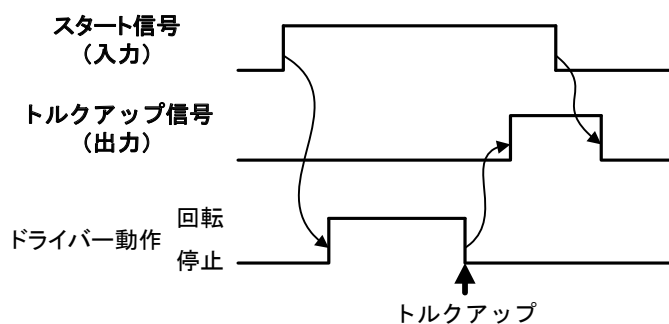 スタート信号
（入力）
トルクアップ信号
（出力）
ドライバー動作
回転
停止
トルクアップ